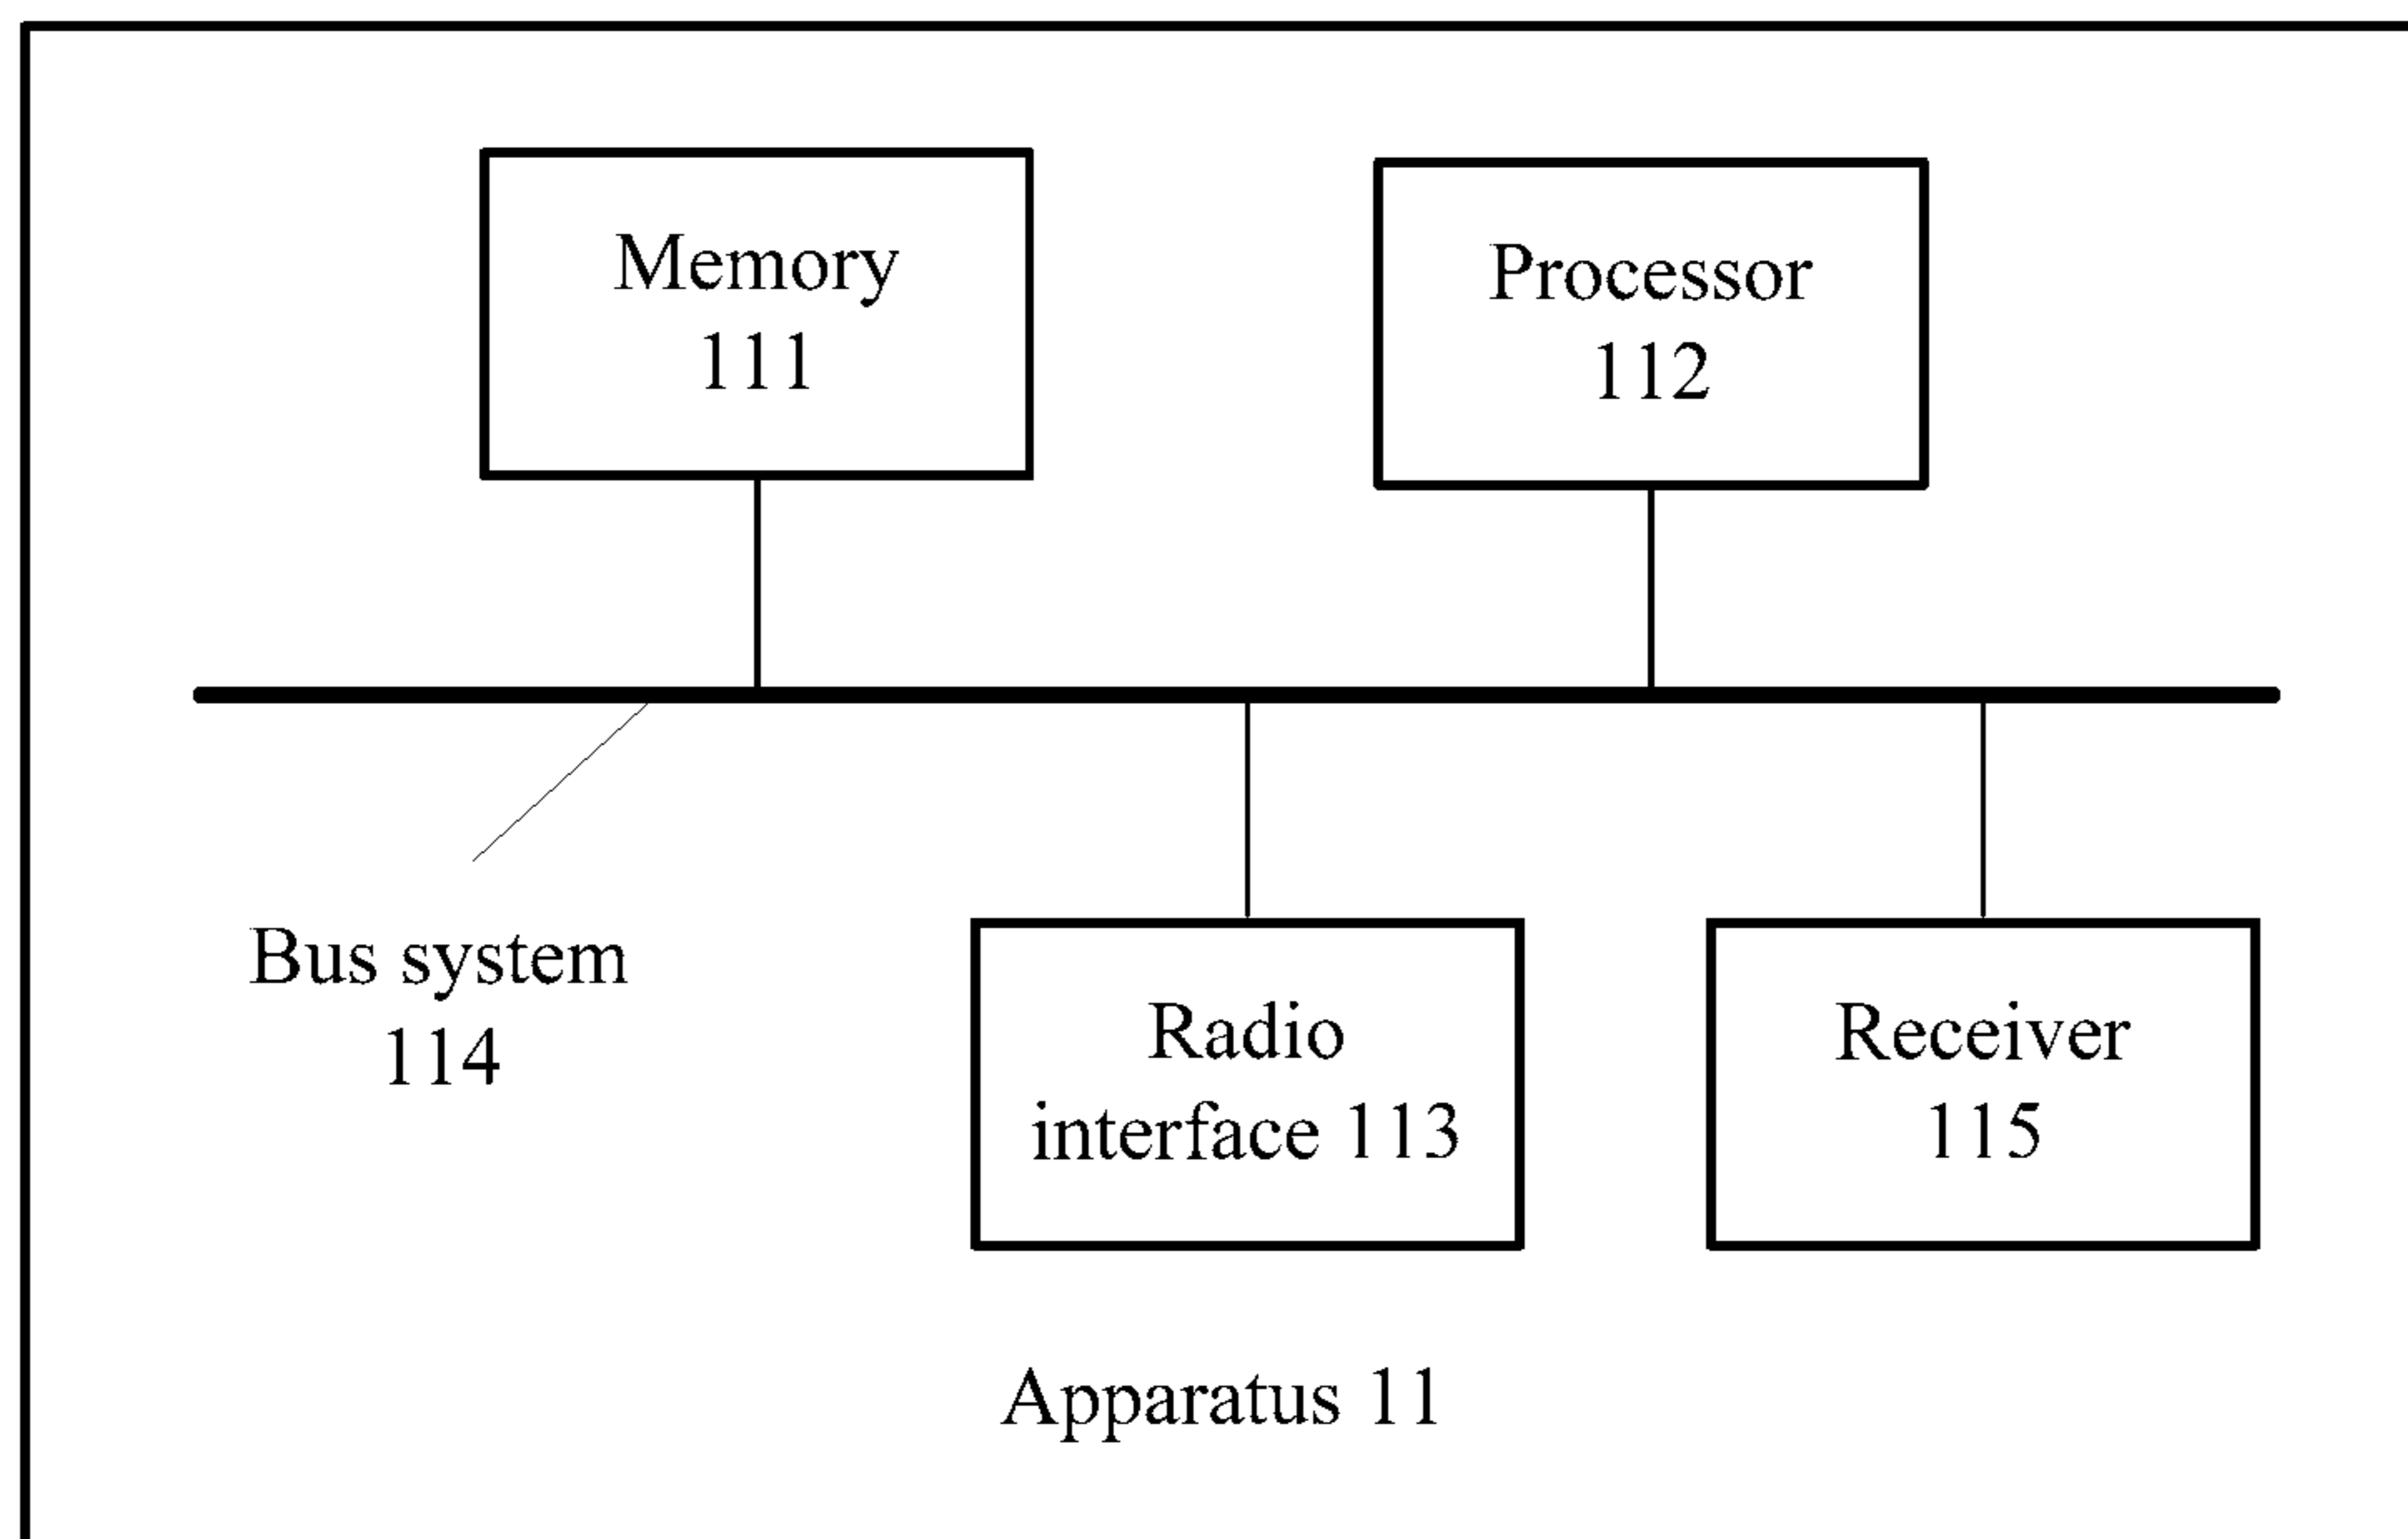 Memory
111
Processor
112
Bus system
114
Radio
interface 113
Receiver
115
Apparatus 11